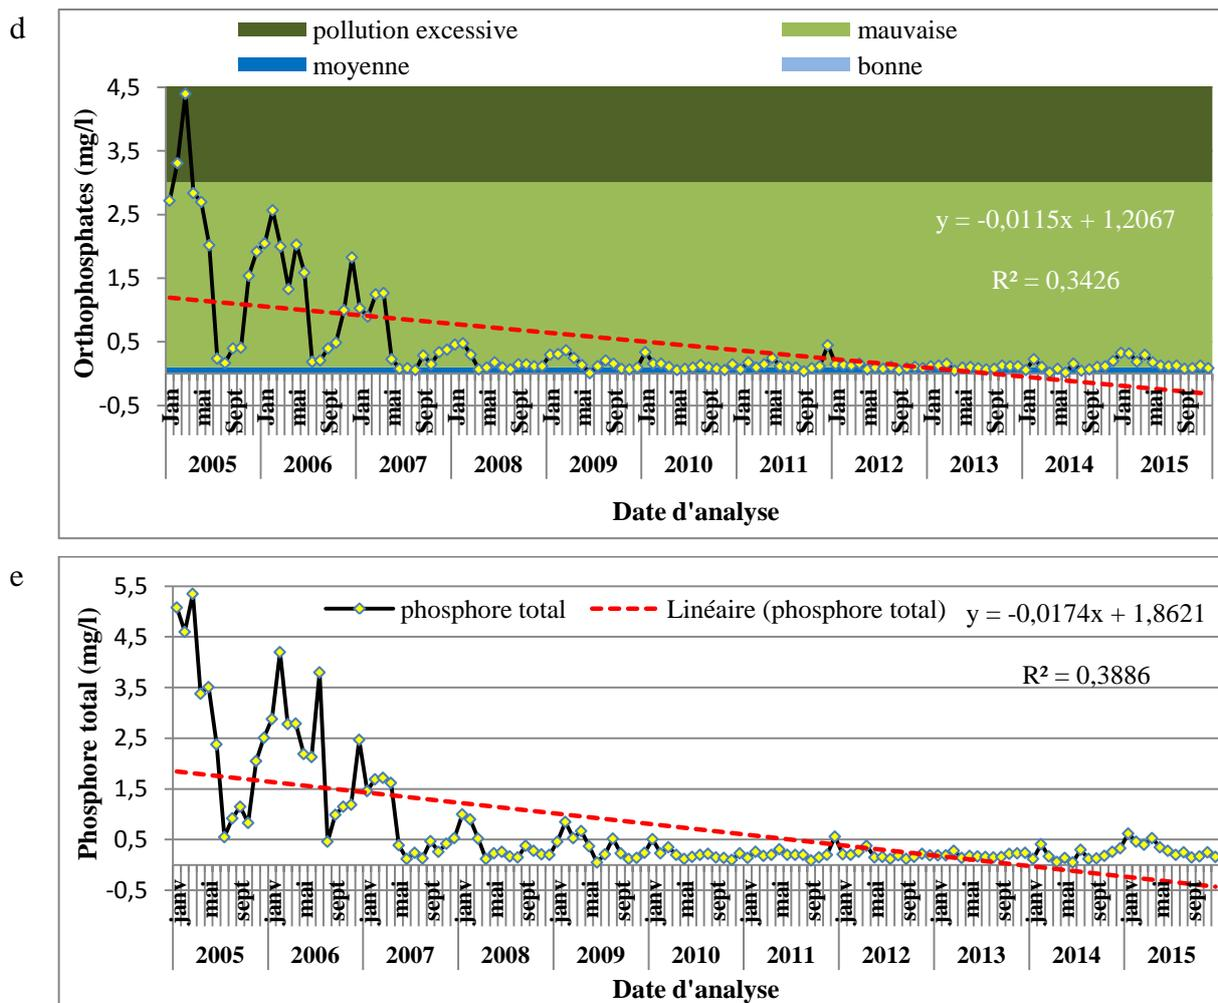 d
pollution excessive mauvaise
moyenne bonne
Orthophosphates (mg/l)
4,5
3,5
2,5
1,5
0,5
-0,5
y = -0,0115x + 1,2067
R² = 0,3426
Jan mai Sept Jan mai Sept Jan mai Sept Jan mai Sept Jan mai Sept Jan mai Sept Jan mai Sept Jan mai Sept Jan mai Sept Jan mai Sept Jan mai Sept
2005 2006 2007 2008 2009 2010 2011 2012 2013 2014 2015
Date d'analyse
e
Phosphore total (mg/l)
5,5
4,5
3,5
2,5
1,5
0,5
-0,5
phosphore total Linéaire (phosphore total) y = -0,0174x + 1,8621
R² = 0,3886
janv mai sept janv mai sept janv mai sept janv mai sept janv mai sept janv mai sept janv mai sept janv mai sept janv mai sept janv mai sept janv mai sept
2005 2006 2007 2008 2009 2010 2011 2012 2013 2014 2015
Date d'analyse